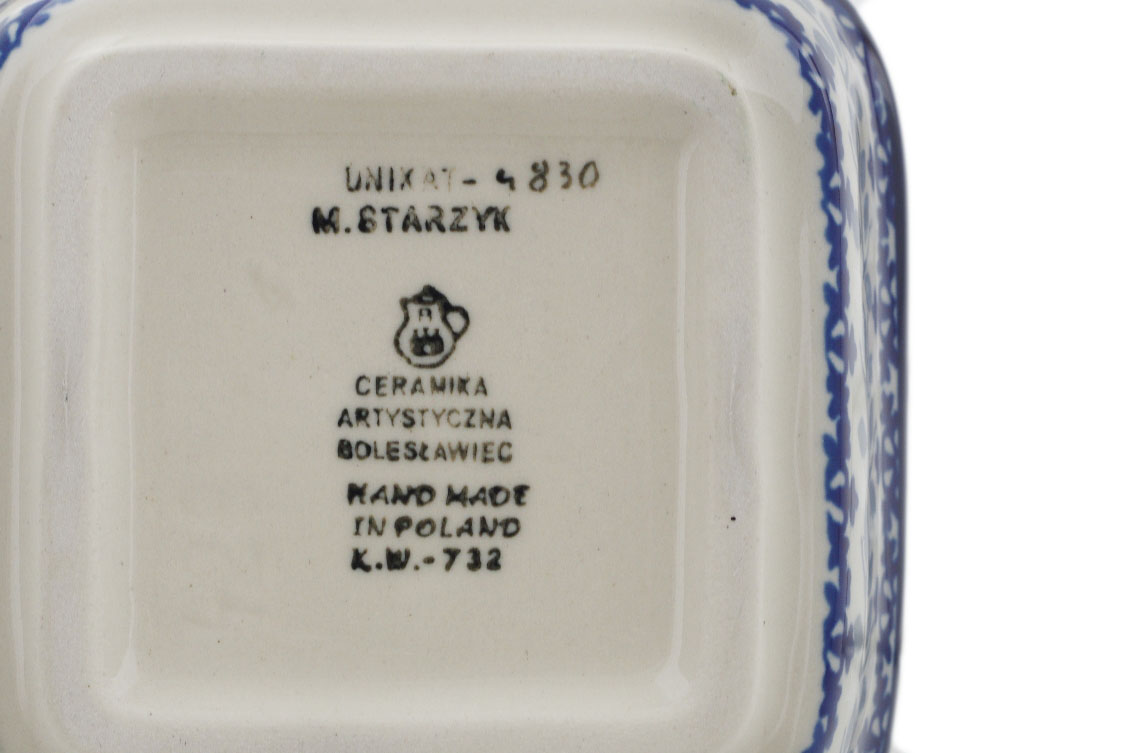 UNIKAT - 4830
M. STARZYK
CERAMIKA
ARTYSTYCZNA
BOLESŁAWIEC
HAND MADE
IN POLAND
K.W. - 732